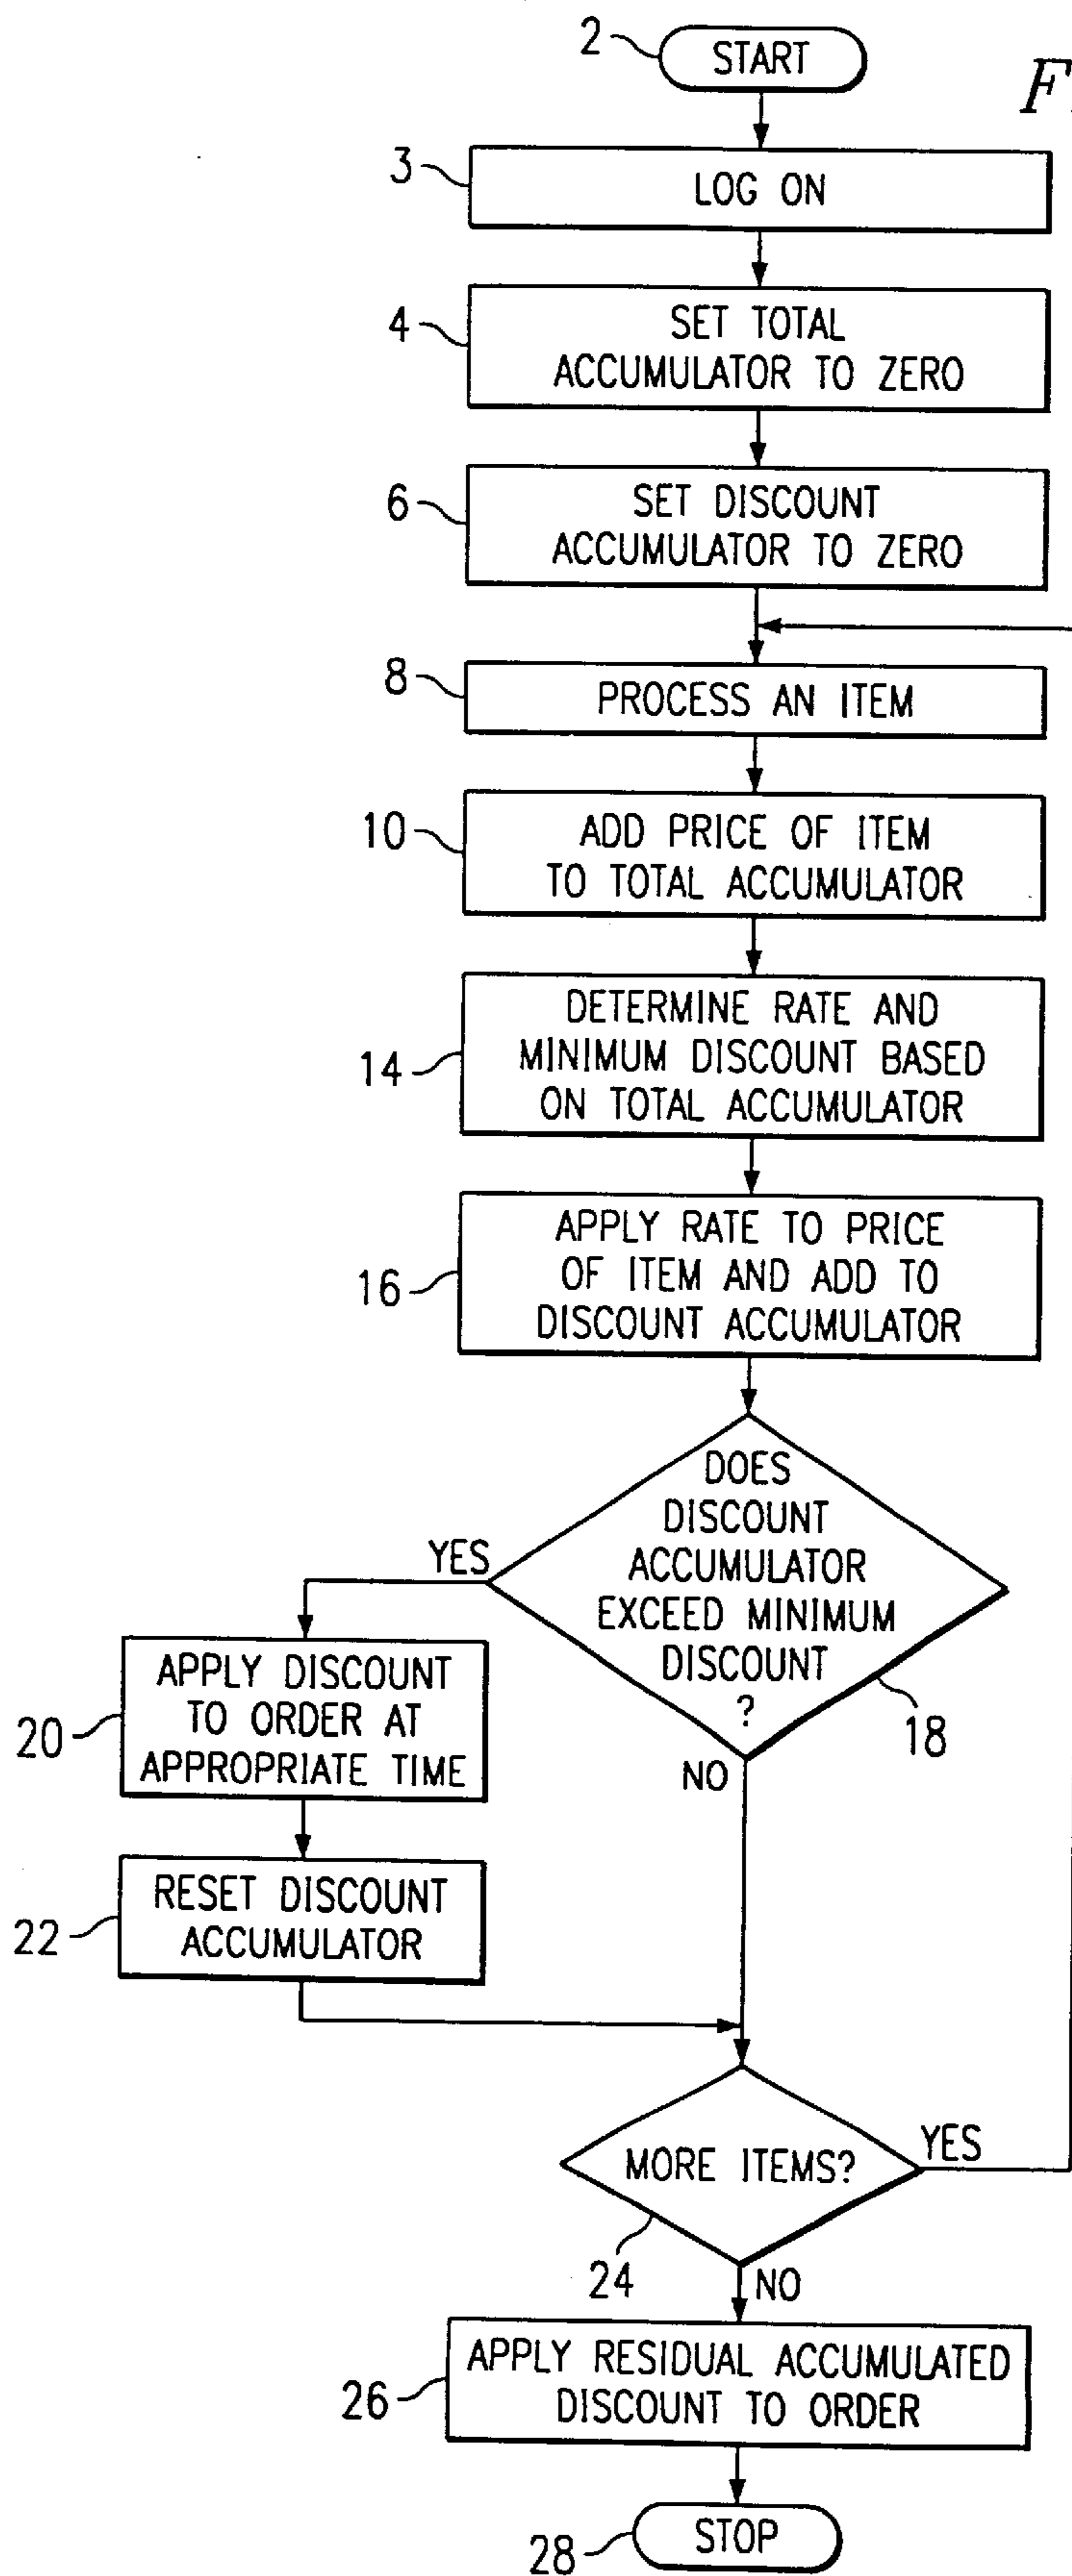 2
START
3
LOG ON
4
SET TOTAL
ACCUMULATOR TO ZERO
6
SET DISCOUNT
ACCUMULATOR TO ZERO
8
PROCESS AN ITEM
10
ADD PRICE OF ITEM
TO TOTAL ACCUMULATOR
14
DETERMINE RATE AND
MINIMUM DISCOUNT BASED
ON TOTAL ACCUMULATOR
16
APPLY RATE TO PRICE
OF ITEM AND ADD TO
DISCOUNT ACCUMULATOR
DOES
DISCOUNT
ACCUMULATOR
EXCEED MINIMUM
DISCOUNT
?
18
YES
NO
20
APPLY DISCOUNT
TO ORDER AT
APPROPRIATE TIME
22
RESET DISCOUNT
ACCUMULATOR
MORE ITEMS?
YES
24
NO
26
APPLY RESIDUAL ACCUMULATED
DISCOUNT TO ORDER
28
STOP